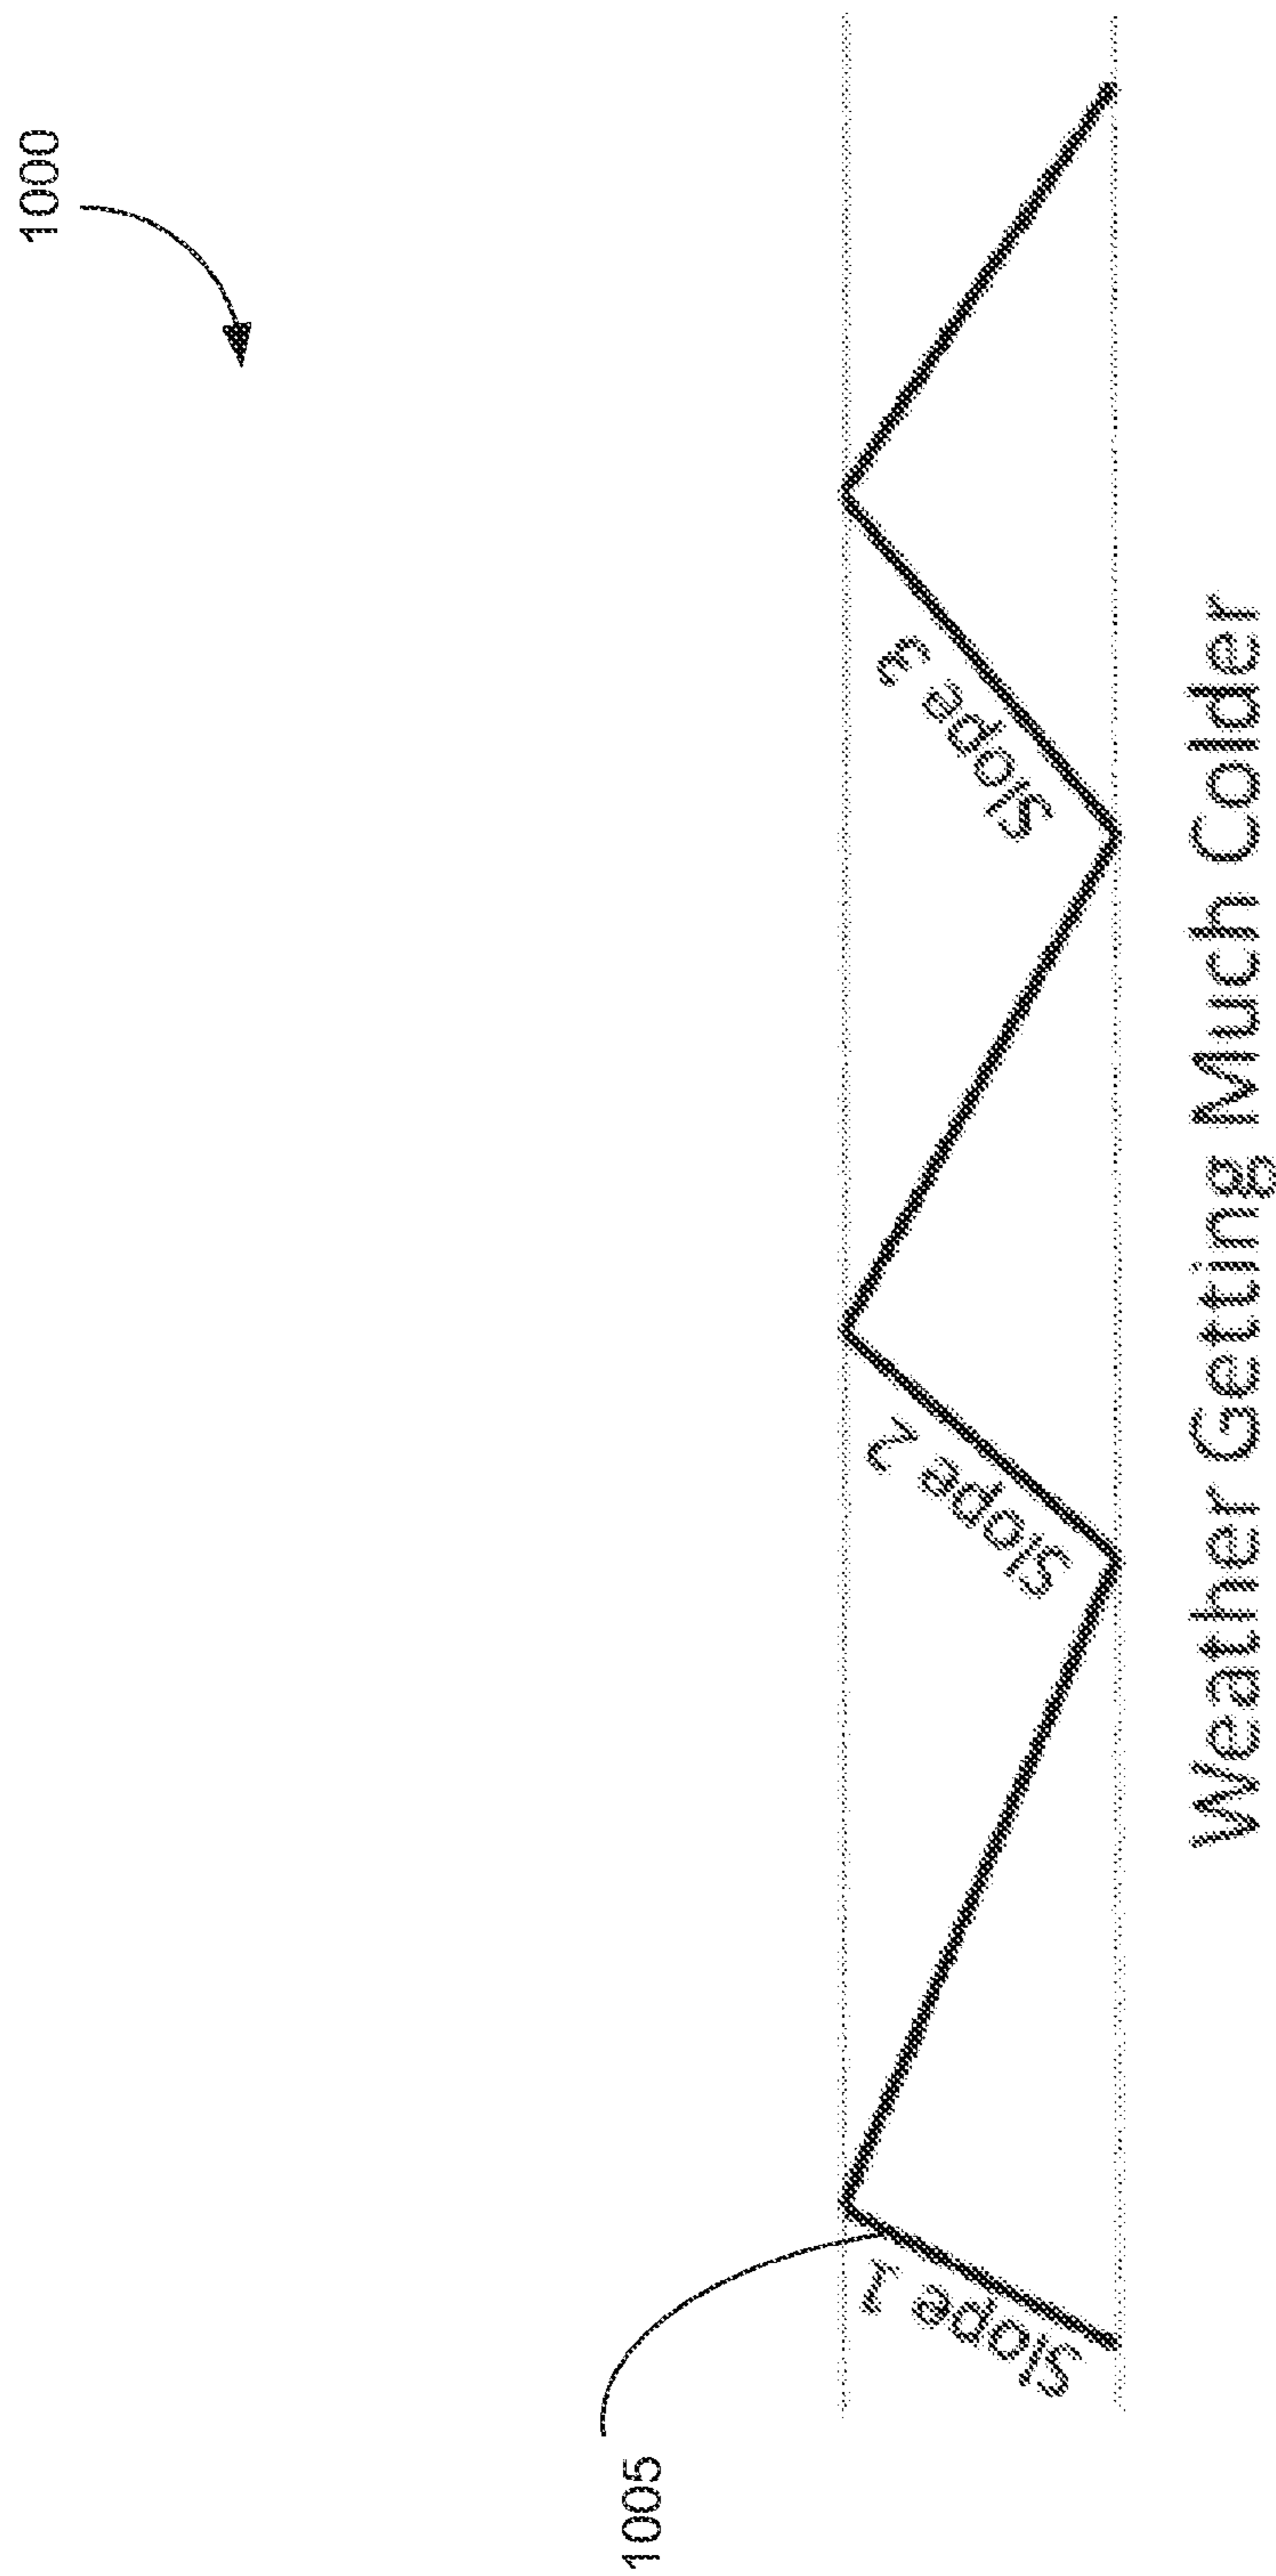 1000
1005
Slope 1
Slope 2
Slope 3
Weather Getting Much Colder